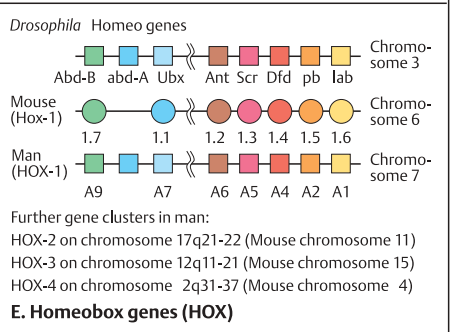 Drosophila Homeo genes
Chromo-
some 3
Abd-B abd-A Ubx Ant Scr Dfd pb lab
Mouse
(Hox-1)
Chromo-
some 6
1.7 1.1 1.2 1.3 1.4 1.5 1.6
Man
(HOX-1)
Chromo-
some 7
A9 A7 A6 A5 A4 A2 A1
Further gene clusters in man:
HOX-2 on chromosome 17q21-22 (Mouse chromosome 11)
HOX-3 on chromosome 12q11-21 (Mouse chromosome 15)
HOX-4 on chromosome 2q31-37 (Mouse chromosome 4)
E. Homeobox genes (HOX)